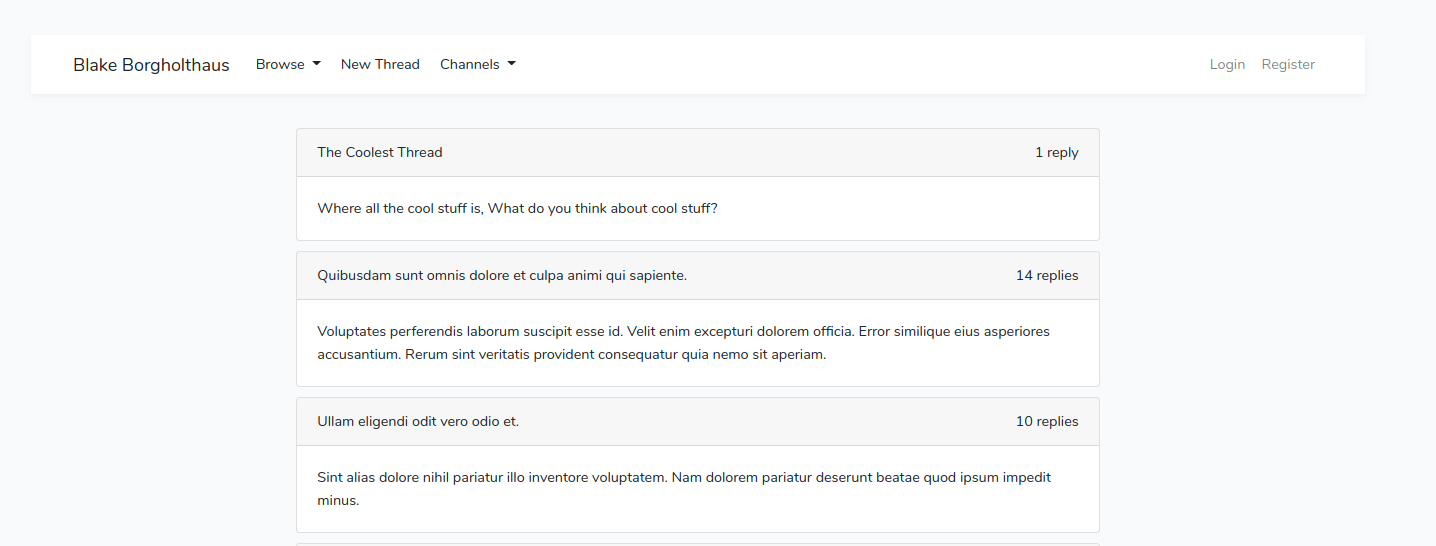 Blake Borgholthaus Browse New Thread Channels Login Register
The Coolest Thread 1 reply
Where all the cool stuff is, What do you think about cool stuff?
Quibusdam sunt omnis dolore et culpa animi qui sapiente. 14 replies
Voluptates perferendis laborum suscipit esse id. Velit enim excepturi dolorem officia. Error similique eius asperiores
accusantium. Rerum sint veritatis provident consequatur quia nemo sit aperiam.
Ullam eligendi odit vero odio et. 10 replies
Sint alias dolore nihil pariatur illo inventore voluptatem. Nam dolorem pariatur deserunt beatae quod ipsum impedit
minus.